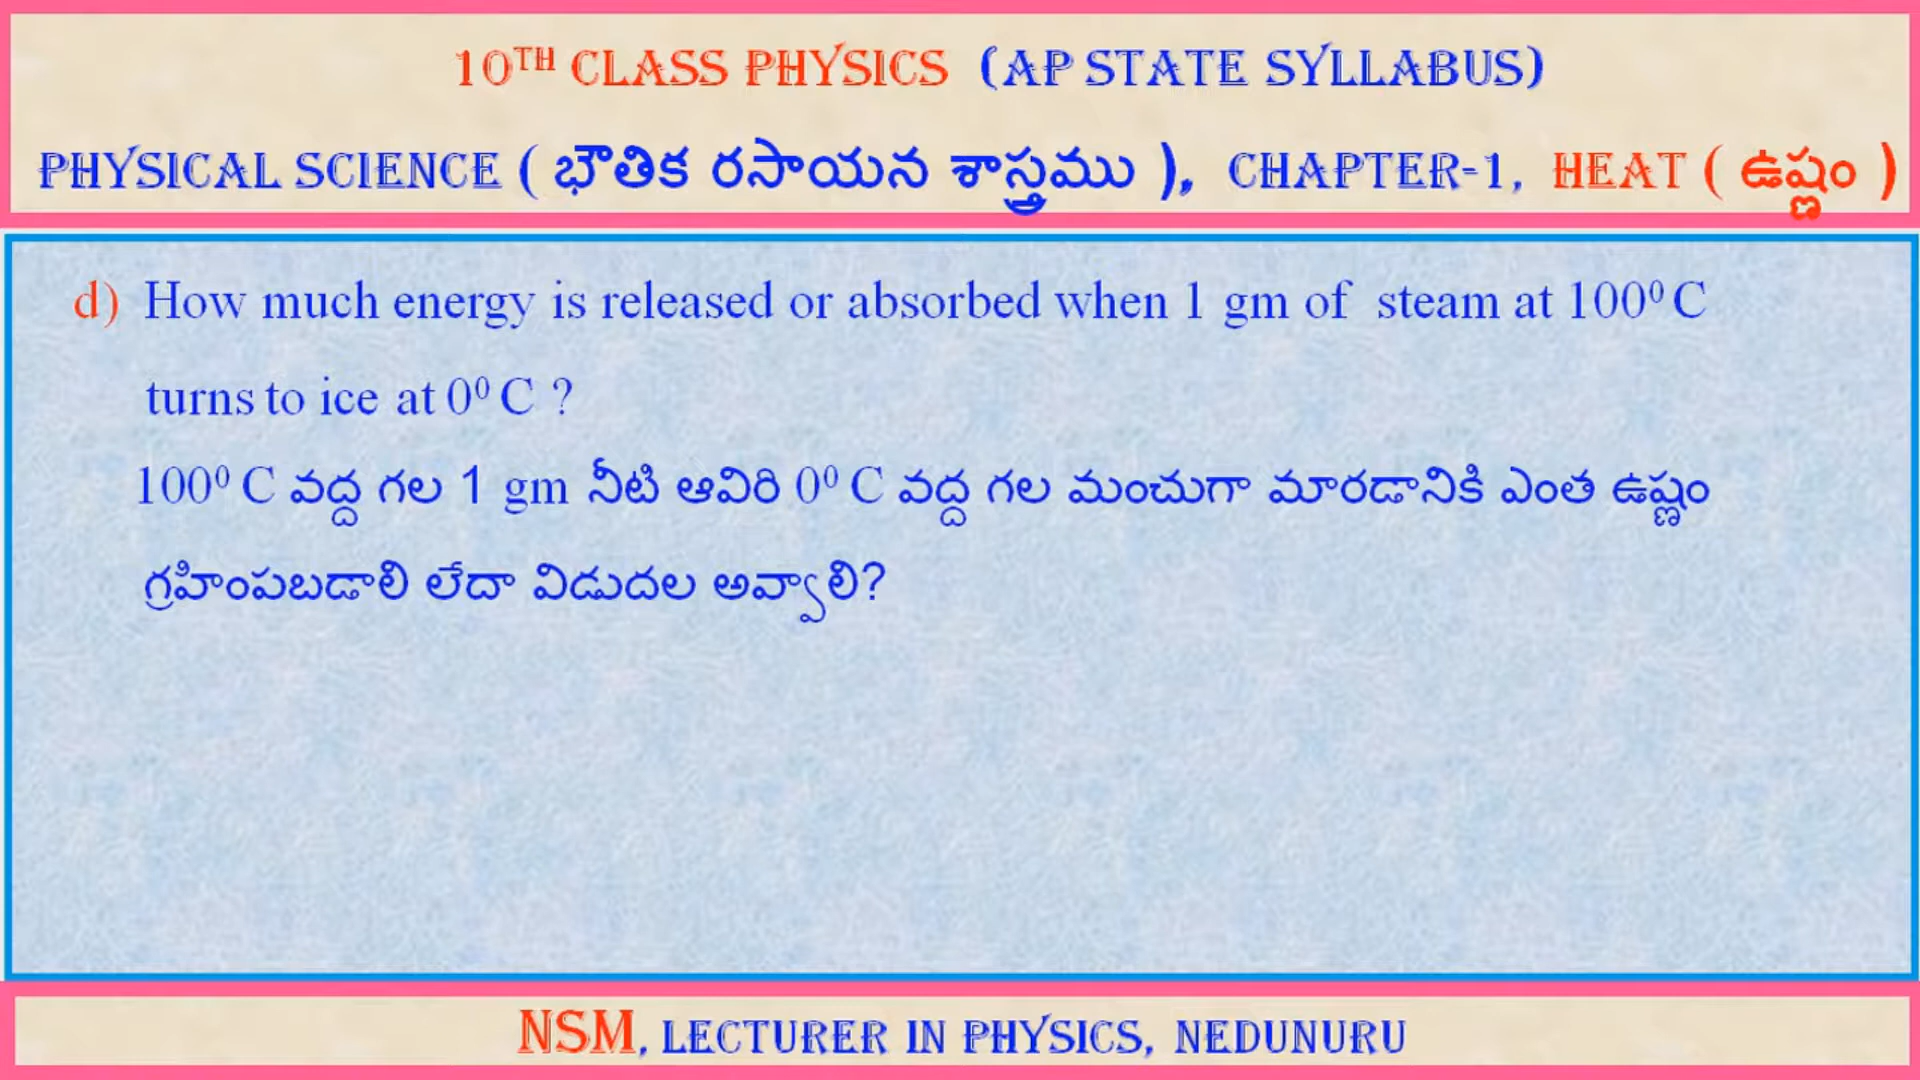 10TH CLASS PHYSICS (AP STATE SYLLABUS)
PHYSICAL SCIENCE ( భౌతిక రసాయన శాస్త్రము ), CHAPTER-1, HEAT ( ఉష్ణం )
d) How much energy is released or absorbed when 1 gm of steam at 100⁰ C
turns to ice at 0⁰ C ?
100⁰ C వద్ద గల 1 gm నీటి ఆవిరి 0⁰ C వద్ద గల మంచుగా మారడానికి ఎంత ఉష్ణం
గ్రహింపబడాలి లేదా విడుదల అవ్వాలి?
NSM, LECTURER IN PHYSICS, NEDUNURU